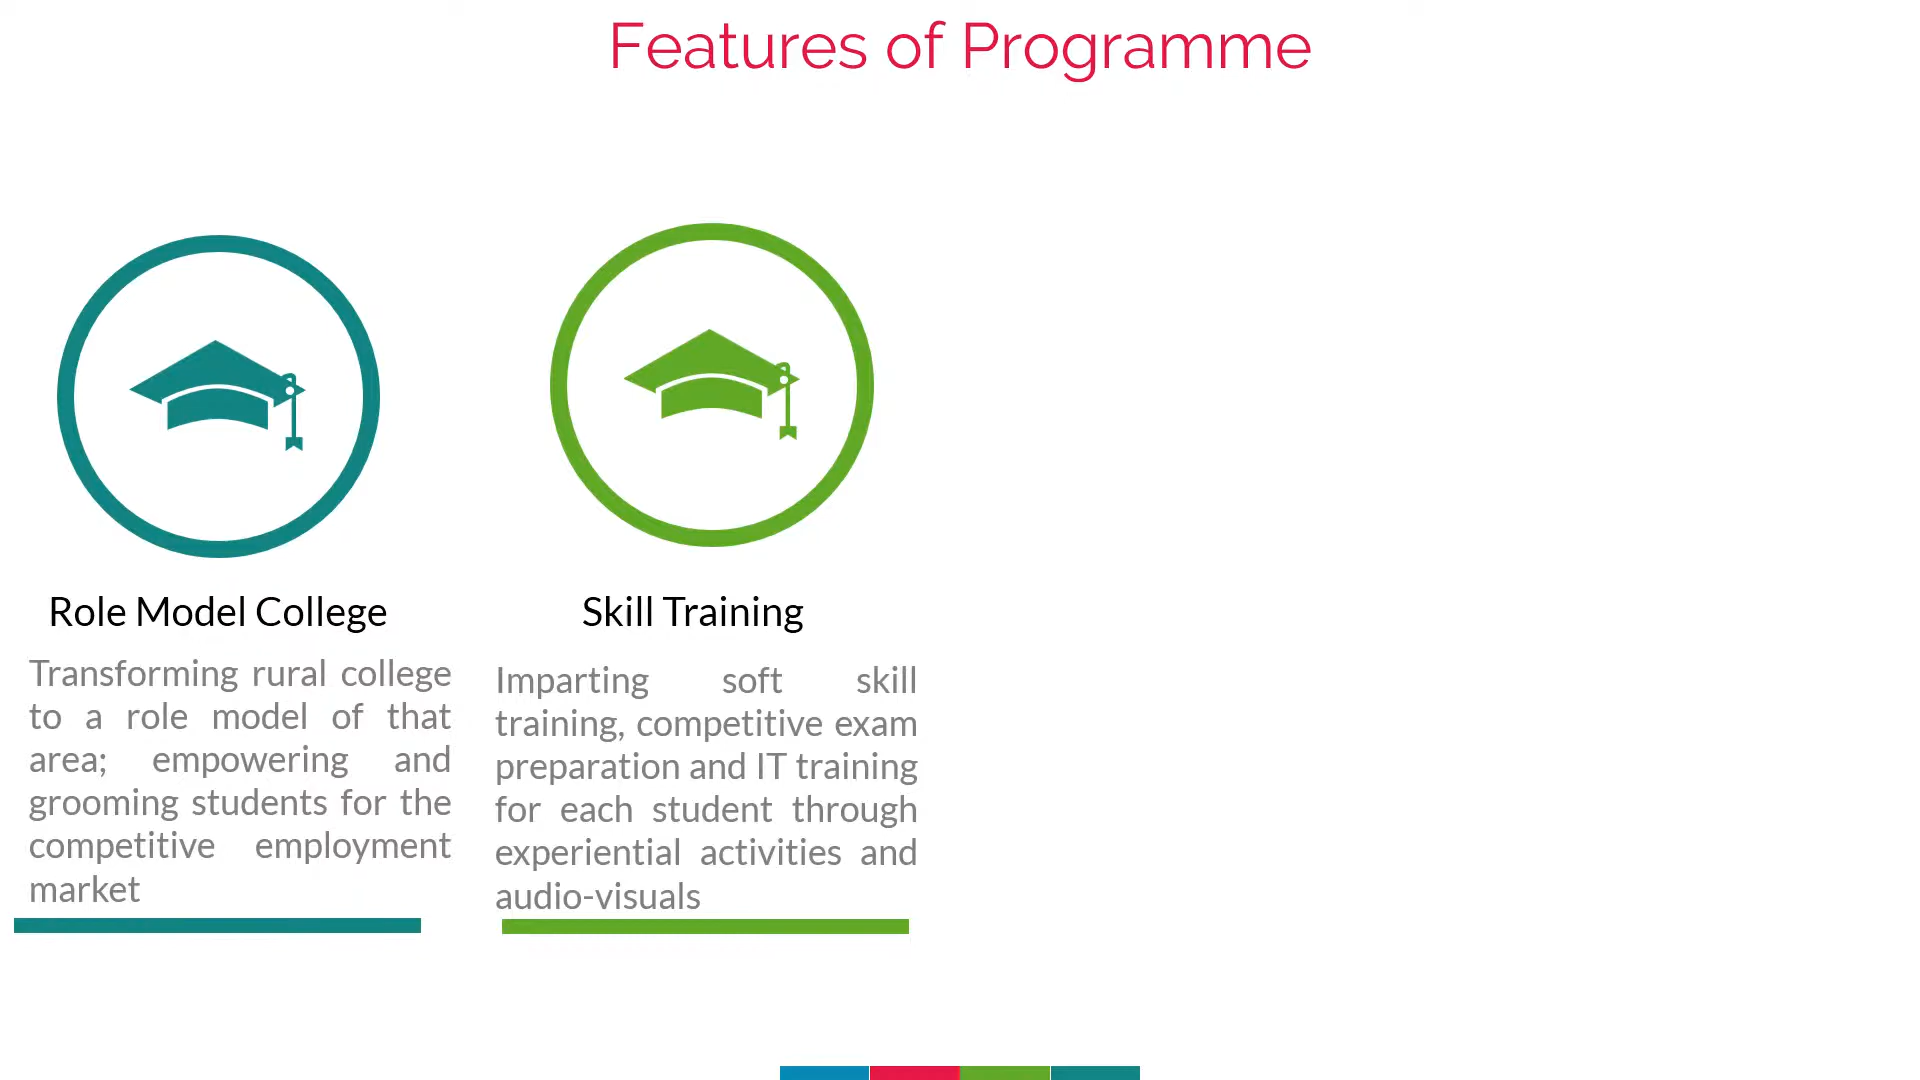 Features of Programme
Role Model College
Transforming rural college
to a role model of that
area; empowering and
grooming students for the
competitive employment
market
Skill Training
Imparting soft skill
training, competitive exam
preparation and IT training
for each student through
experiential activities and
audio-visuals